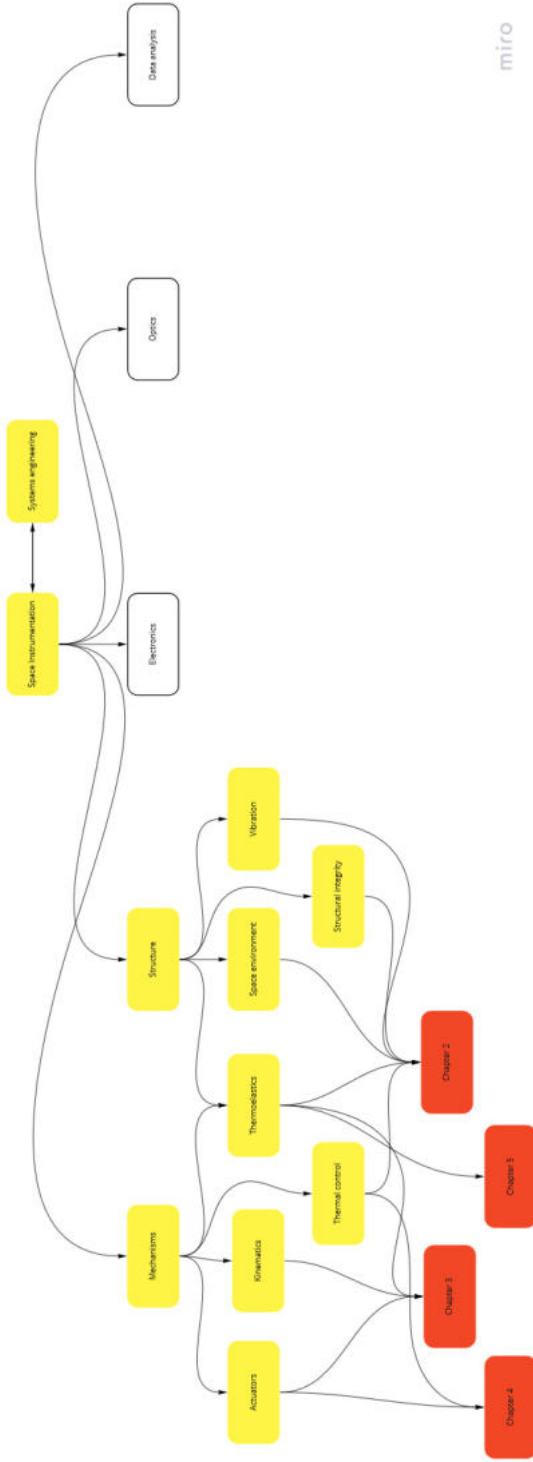 Space Instrumentation
Systems engineering
Mechanisms
Structure
Electronics
Optics
Data analysis
Actuators
Kinematics
Thermal control
Thermoelastics
Space environment
Structural integrity
Vibration
Chapter 4
Chapter 3
Chapter 5
Chapter 2
miro